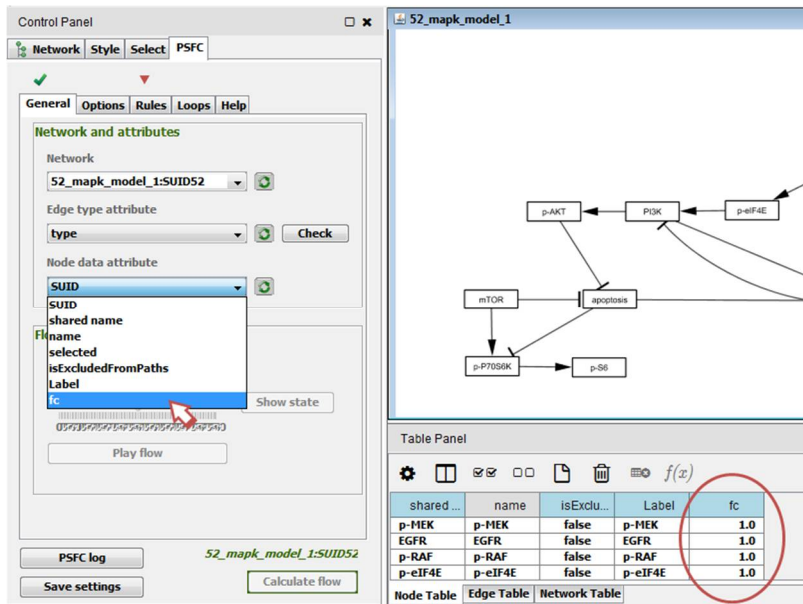 Control Panel
Network Style Select PSFC
General Options Rules Loops Help
Network and attributes
Network
52_mapk_model_1:SUID52
Edge type attribute
type Check
Node data attribute
SUID
SUID
shared name
name
selected
isExcludedFromPaths
Label
fc
Show state
Play flow
PSFC log
52_mapk_model_1:SUID52
Save settings
Calculate flow
52_mapk_model_1
p-AKT PI3K p-eIF4E
mTOR apoptosis
p-P70S6K p-S6
Table Panel
f(x)
shared ... name isExclu... Label fc
p-MEK p-MEK false p-MEK 1.0
EGFR EGFR false EGFR 1.0
p-RAF p-RAF false p-RAF 1.0
p-eIF4E p-eIF4E false p-eIF4E 1.0
Node Table Edge Table Network Table